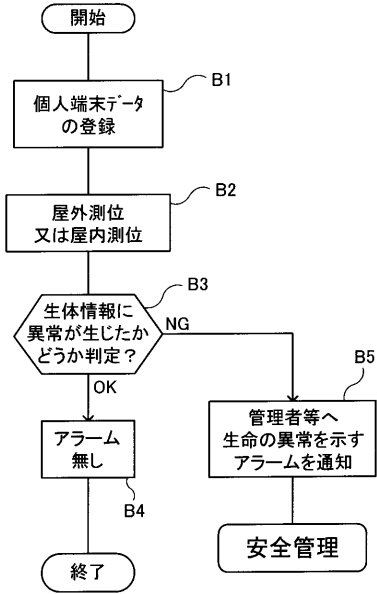 開始
B1
個人端末データ
の登録
B2
屋外測位
又は屋内測位
B3
生体情報に
異常が生じたか
どうか判定？
NG
OK
B5
管理者等へ
生命の異常を示す
アラームを通知
アラーム
無し
B4
安全管理
終了